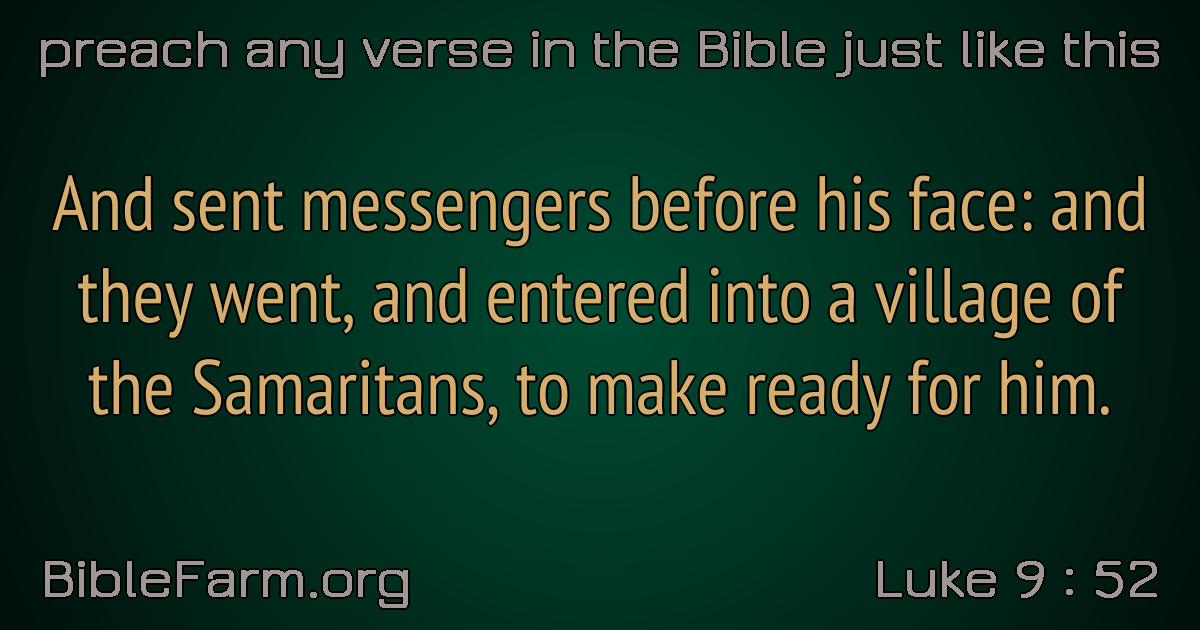 preach any verse in the Bible just like this
And sent messengers before his face: and
they went, and entered into a village of
the Samaritans, to make ready for him.
BibleFarm.org
Luke 9 : 52